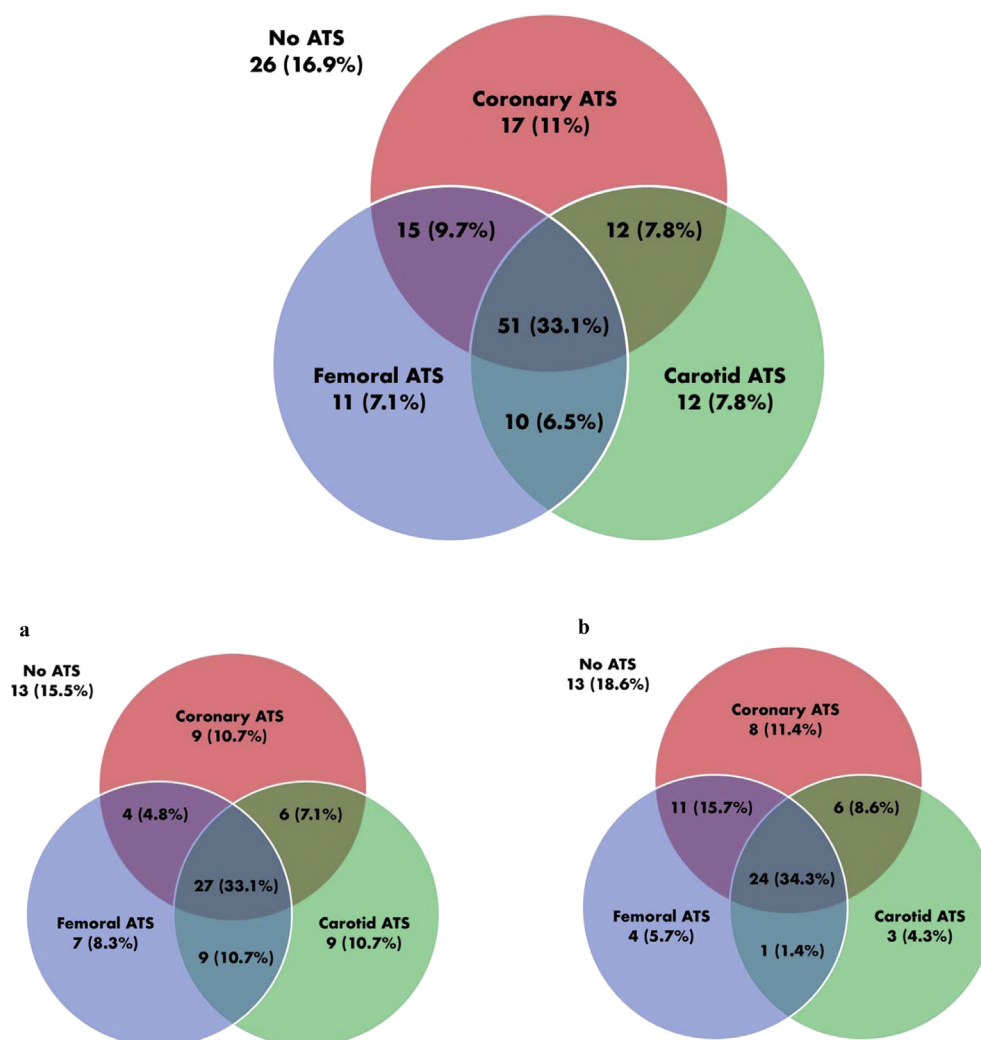 No ATS
26 (16.9%)
Coronary ATS
17 (11%)
15 (9.7%)
12 (7.8%)
51 (33.1%)
Femoral ATS
11 (7.1%)
Carotid ATS
12 (7.8%)
10 (6.5%)
a
No ATS
13 (15.5%)
Coronary ATS
9 (10.7%)
4 (4.8%)
6 (7.1%)
27 (33.1%)
Femoral ATS
7 (8.3%)
Carotid ATS
9 (10.7%)
9 (10.7%)
b
No ATS
13 (18.6%)
Coronary ATS
8 (11.4%)
11 (15.7%)
6 (8.6%)
24 (34.3%)
Femoral ATS
4 (5.7%)
Carotid ATS
3 (4.3%)
1 (1.4%)